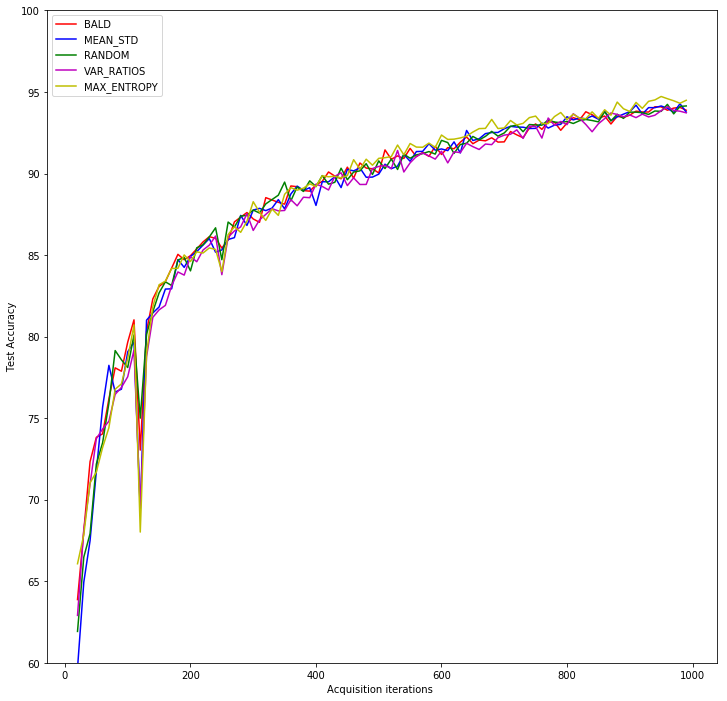 BALD
MEAN_STD
RANDOM
VAR_RATIOS
MAX_ENTROPY
100
95
90
85
80
75
70
65
60
Test Accuracy
0 200 400 600 800 1000
Acquisition iterations